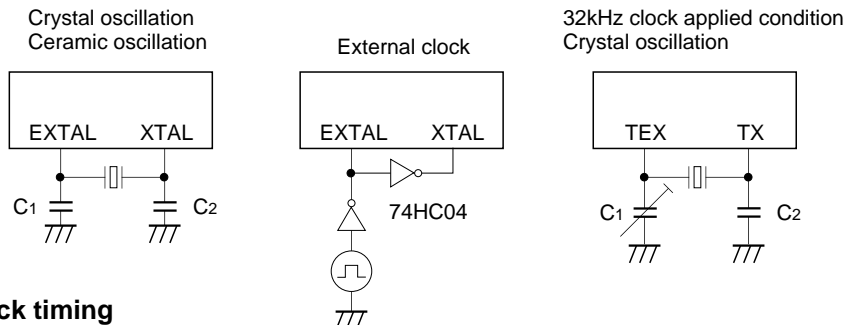 Crystal oscillation
Ceramic oscillation
EXTAL XTAL
C1 C2
External clock
EXTAL XTAL
74HC04
32kHz clock applied condition
Crystal oscillation
TEX TX
C1 C2
ck timing